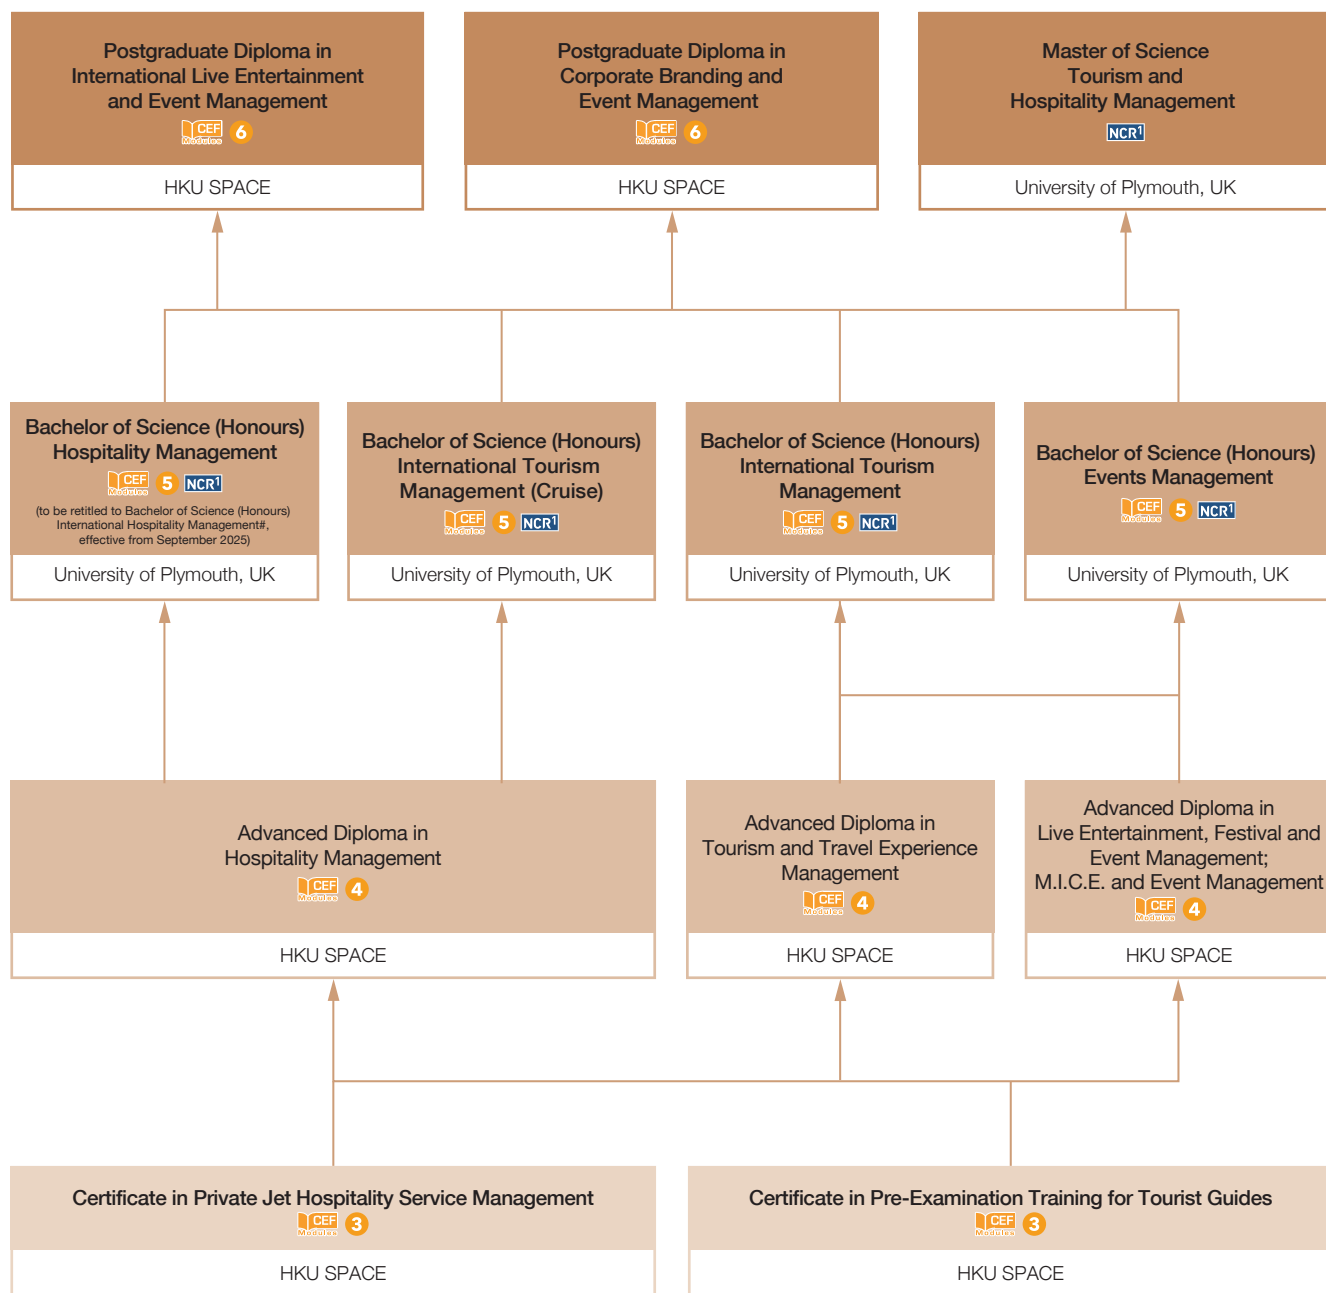 Postgraduate Diploma in
International Live Entertainment
and Event Management
CEF
Modules
6
HKU SPACE
Postgraduate Diploma in
Corporate Branding and
Event Management
CEF
Modules
6
HKU SPACE
Master of Science
Tourism and
Hospitality Management
NCR1
University of Plymouth, UK
Bachelor of Science (Honours)
Hospitality Management
CEF
Modules
5 NCR1
(to be retitled to Bachelor of Science (Honours)
International Hospitality Management#,
effective from September 2025)
University of Plymouth, UK
Bachelor of Science (Honours)
International Tourism
Management (Cruise)
CEF
Modules
5 NCR1
University of Plymouth, UK
Bachelor of Science (Honours)
International Tourism
Management
CEF
Modules
5 NCR1
University of Plymouth, UK
Bachelor of Science (Honours)
Events Management
CEF
Modules
5 NCR1
University of Plymouth, UK
Advanced Diploma in
Hospitality Management
CEF
Modules
4
HKU SPACE
Advanced Diploma in
Tourism and Travel Experience
Management
CEF
Modules
4
HKU SPACE
Advanced Diploma in
Live Entertainment, Festival and
Event Management;
M.I.C.E. and Event Management
CEF
Modules
4
HKU SPACE
Certificate in Private Jet Hospitality Service Management
CEF
Modules
3
HKU SPACE
Certificate in Pre-Examination Training for Tourist Guides
CEF
Modules
3
HKU SPACE